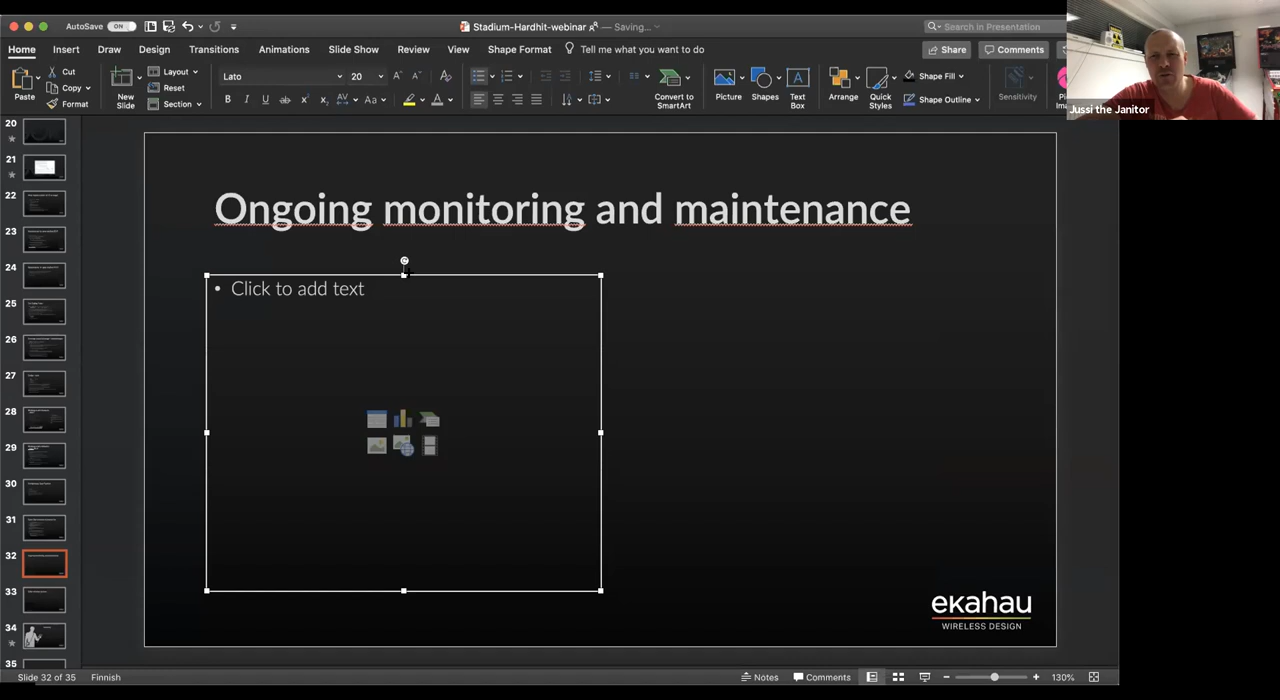 AutoSave ON
Stadium-Hardhit-webinar — Saving...
Search in Presentation
Home Insert Draw Design Transitions Animations Slide Show Review View Shape Format Tell me what you want to do
Share Comments
Paste
Cut
Copy
Format
New Slide
Layout
Reset
Section
Lato 20
Convert to SmartArt
Picture
Shapes
Text Box
Arrange
Quick Styles
Shape Fill
Shape Outline
Sensitivity
Jussi the Janitor
20
21
22
23
24
25
26
27
28
29
30
31
32
33
34
35
Ongoing monitoring and maintenance
• Click to add text
ekahau
WIRELESS DESIGN
Slide 32 of 35 Finnish
Notes Comments 130%